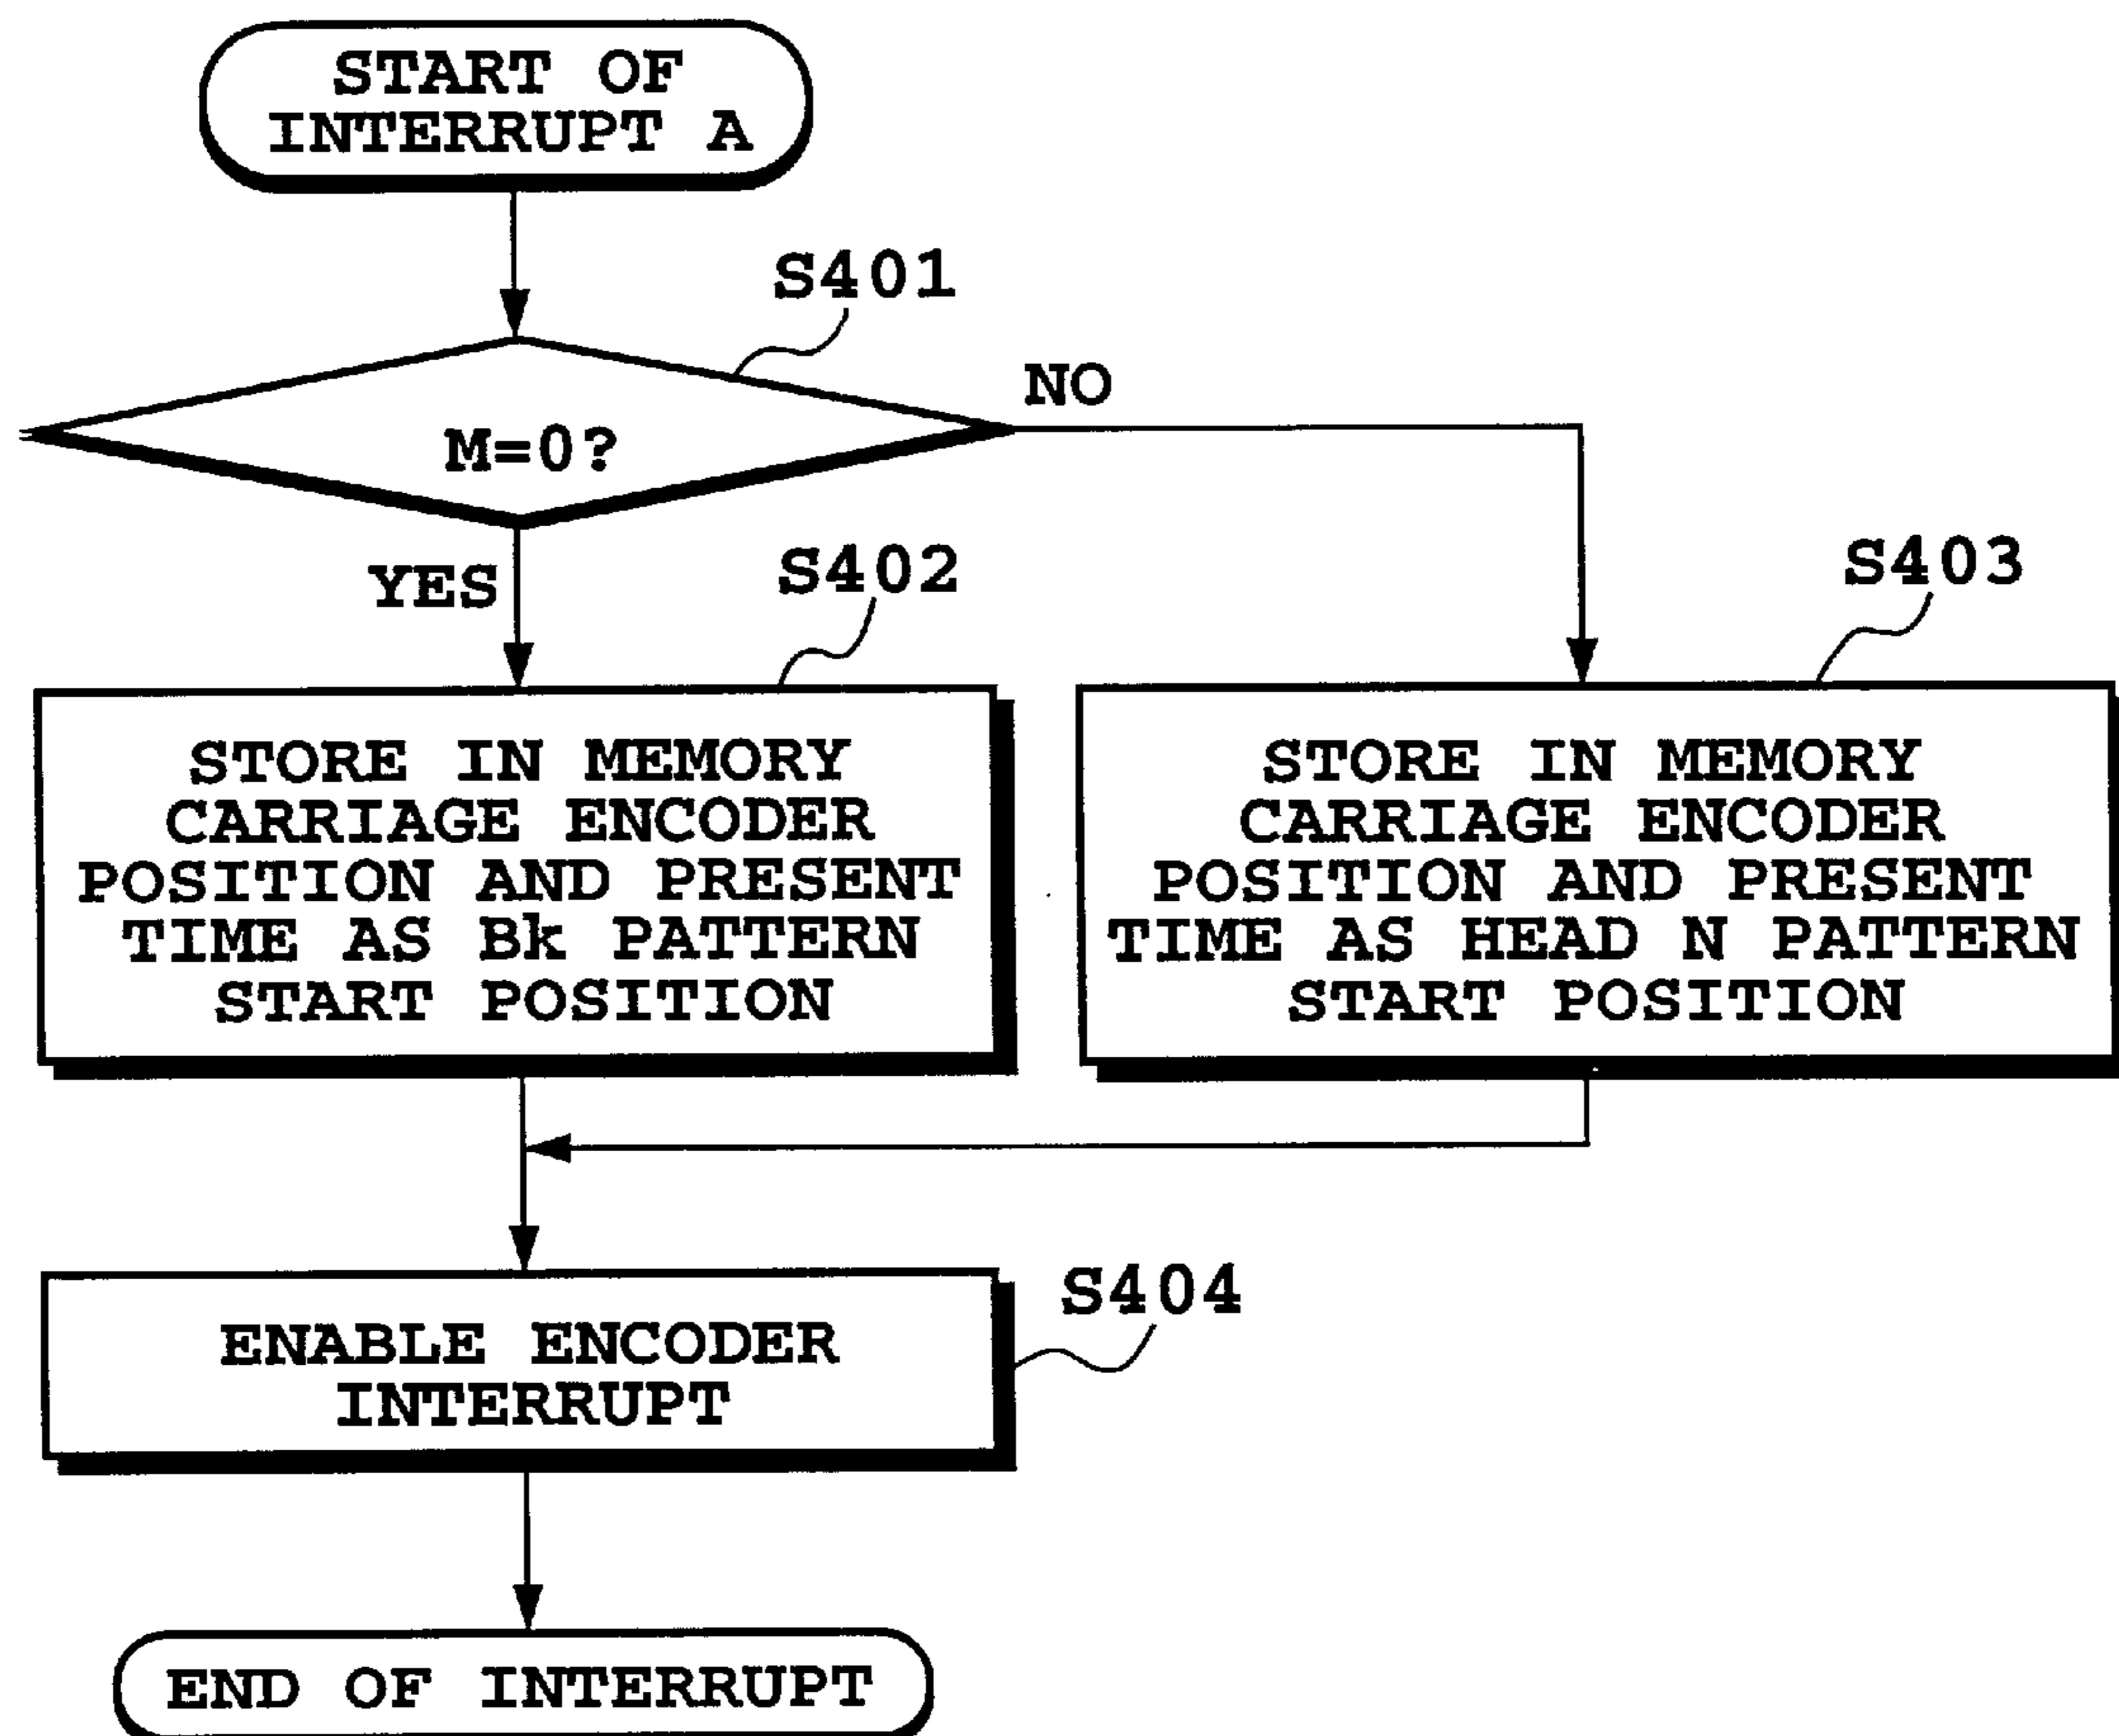 START OF
INTERRUPT A
S401
NO
M=0?
YES
S402
S403
STORE IN MEMORY
CARRIAGE ENCODER
POSITION AND PRESENT
TIME AS Bk PATTERN
START POSITION
STORE IN MEMORY
CARRIAGE ENCODER
POSITION AND PRESENT
TIME AS HEAD N PATTERN
START POSITION
S404
ENABLE ENCODER
INTERRUPT
END OF INTERRUPT